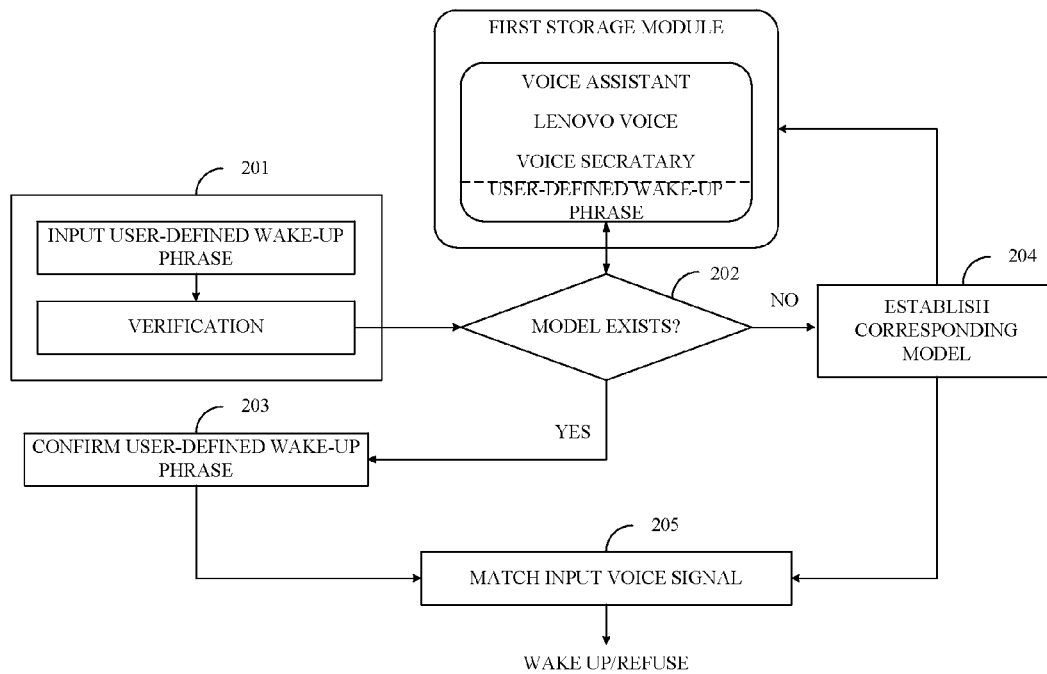 FIRST STORAGE MODULE
VOICE ASSISTANT
LENOVO VOICE
VOICE SECRATARY
USER-DEFINED WAKE-UP
PHRASE
201
INPUT USER-DEFINED WAKE-UP
PHRASE
VERIFICATION
202
MODEL EXISTS?
NO
204
ESTABLISH
CORRESPONDING
MODEL
YES
203
CONFIRM USER-DEFINED WAKE-UP
PHRASE
205
MATCH INPUT VOICE SIGNAL
WAKE UP/REFUSE